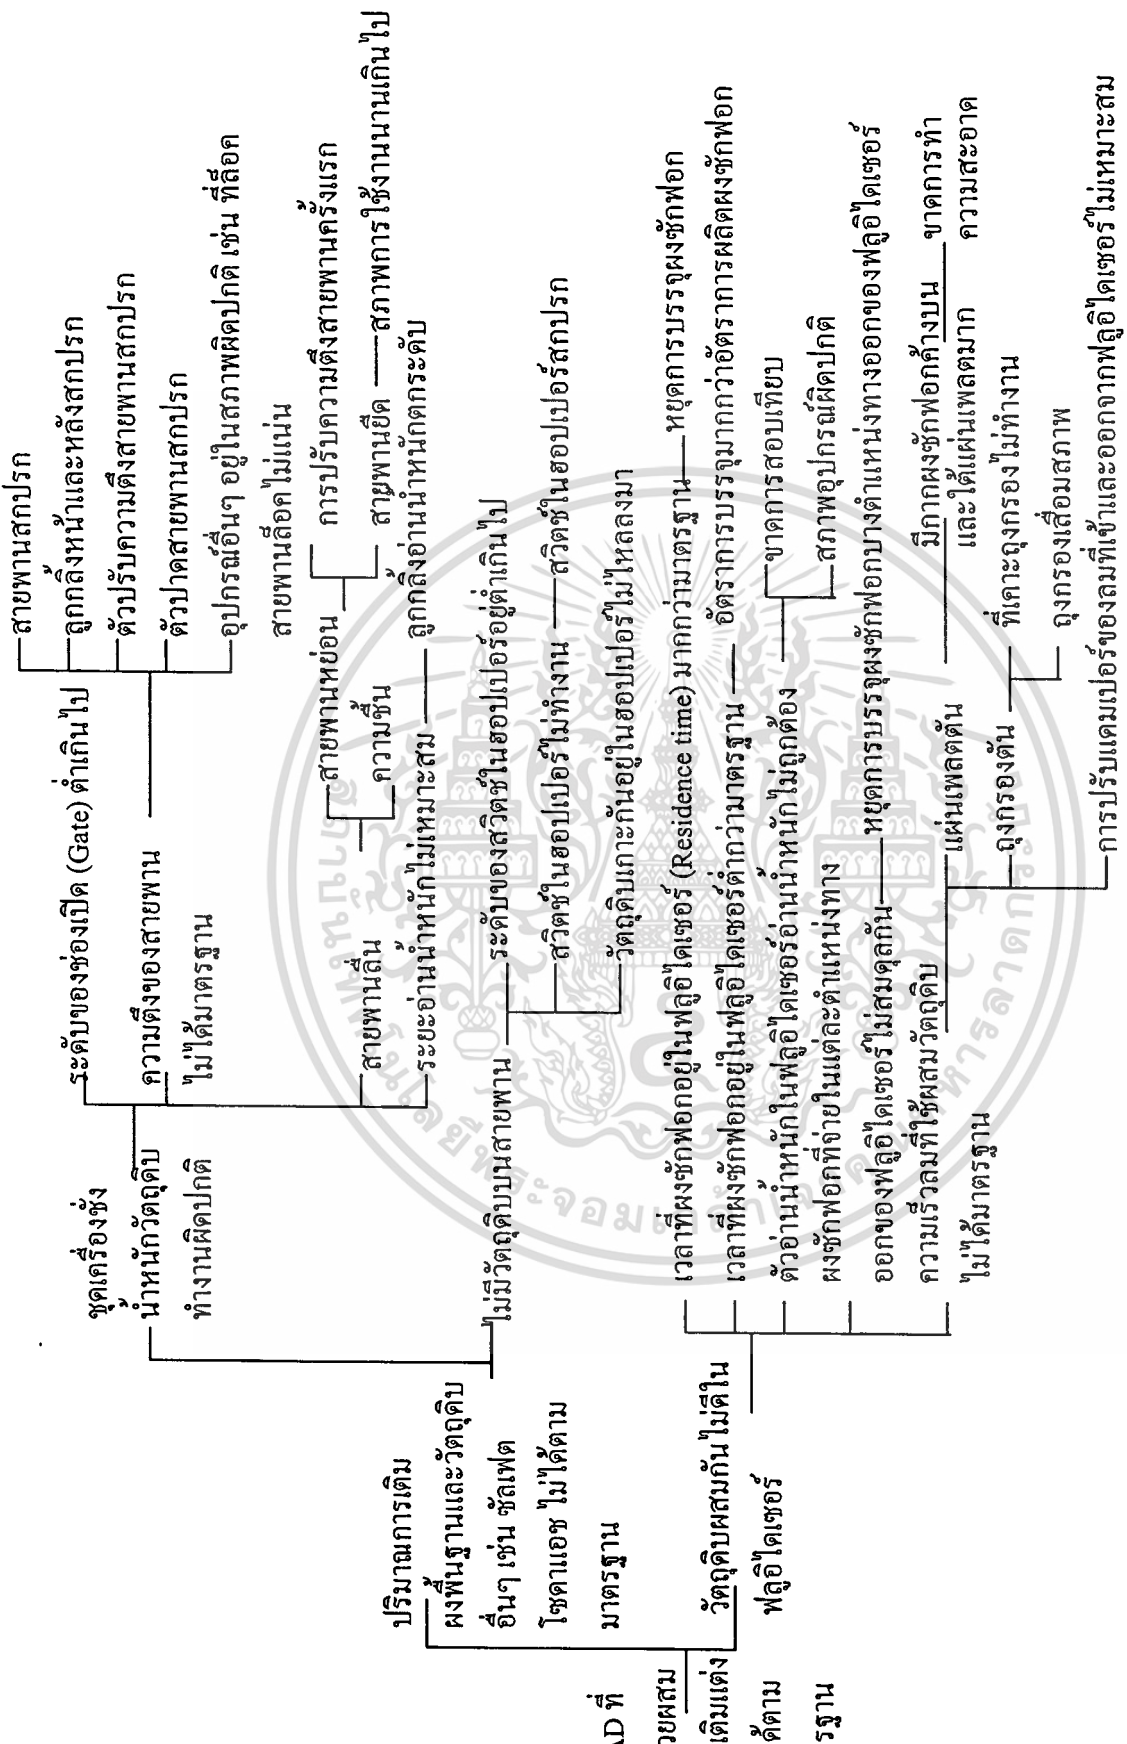 AD ที่
วยผสม
เติมแต่ง
ด้ตาม
รฐาน
ปริมาณการเติม
ผงพื้นฐานและวัตถุดิบ
อื่นๆ เช่น ซัลเฟต
โซดาแอช ไม่ได้ตาม
มาตรฐาน
ชุดเครื่องชั่ง
น้ำหนักวัตถุดิบ
ทำงานผิดปกติ
ระดับของช่องเปิด (Gate) ต่ำเกินไป
ความตึงของสายพาน
ไม่ได้มาตรฐาน
สายพานสกปรก
ลูกกลิ้งหน้าและหลังสกปรก
ตัวปรับความตึงสายพานสกปรก
ตัวปาดสายพานสกปรก
อุปกรณ์อื่นๆ อยู่ในสภาพผิดปกติ เช่น ที่ล็อค
สายพานล็อคไม่แน่น
สายพานลื่น
สายพานหย่อน
การปรับความตึงสายพานครั้งแรก
สายพานยืด
สภาพการใช้งานนานเกินไป
ความชื้น
ระยะอ่านน้ำหนักไม่เหมาะสม
ลูกกลิ้งอ่านน้ำหนักตกระดับ
ไม่มีวัตถุดิบบนสายพาน
ระดับของสวิตช์ในฮอปเปอร์อยู่ต่ำเกินไป
สวิตช์ในฮอปเปอร์ไม่ทำงาน
สวิตช์ในฮอปเปอร์สกปรก
วัตถุดิบเกาะกันอยู่ในฮอปเปอร์ไม่ไหลลงมา
วัตถุดิบผสมกันไม่ดีใน
ฟลูอิไดเซอร์
เวลาที่ผงซักฟอกอยู่ในฟลูอิไดเซอร์ (Residence time) มากกว่ามาตรฐาน
หยุดการบรรจุผงซักฟอก
เวลาที่ผงซักฟอกอยู่ในฟลูอิไดเซอร์ต่ำกว่ามาตรฐาน
อัตราการบรรจุมากกว่าอัตราการผลิตผงซักฟอก
ตัวอ่านน้ำหนักในฟลูอิไดเซอร์อ่านน้ำหนักไม่ถูกต้อง
ขาดการสอบเทียบ
สภาพอุปกรณ์ผิดปกติ
ผงซักฟอกที่จ่ายในแต่ละตำแหน่งทาง
ออกของฟลูอิไดเซอร์ไม่สมดุลกัน
หยุดการบรรจุผงซักฟอกบางตำแหน่งทางออกของฟลูอิไดเซอร์
ความเร็วลมที่ใช้ผสมวัตถุดิบ
ไม่ได้มาตรฐาน
แผ่นเพลตตัน
มีกากผงซักฟอกค้างบน
และใต้แผ่นเพลตมาก
ขาดการทำ
ความสะอาด
ถุงกรองตัน
ที่เคาะถุงกรองไม่ทำงาน
ถุงกรองเสื่อมสภาพ
การปรับแดมเปอร์ของลมที่เข้าและออกจากฟลูอิไดเซอร์ไม่เหมาะสม